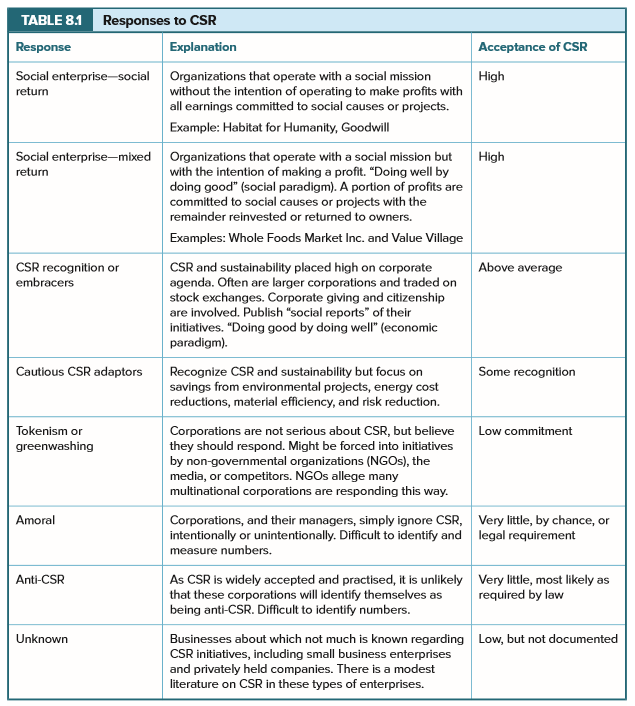 TABLE 8.1 Responses to CSR
Response Explanation Acceptance of CSR
Social enterprise—social
return
Organizations that operate with a social mission
without the intention of operating to make profits with
all earnings committed to social causes or projects.
Example: Habitat for Humanity, Goodwill
High
Social enterprise—mixed
return
Organizations that operate with a social mission but
with the intention of making a profit. “Doing well by
doing good” (social paradigm). A portion of profits are
committed to social causes or projects with the
remainder reinvested or returned to owners.
Examples: Whole Foods Market Inc. and Value Village
High
CSR recognition or
embracers
CSR and sustainability placed high on corporate
agenda. Often are larger corporations and traded on
stock exchanges. Corporate giving and citizenship
are involved. Publish “social reports” of their
initiatives. “Doing good by doing well” (economic
paradigm).
Above average
Cautious CSR adaptors
Recognize CSR and sustainability but focus on
savings from environmental projects, energy cost
reductions, material efficiency, and risk reduction.
Some recognition
Tokenism or
greenwashing
Corporations are not serious about CSR, but believe
they should respond. Might be forced into initiatives
by non-governmental organizations (NGOs), the
media, or competitors. NGOs allege many
multinational corporations are responding this way.
Low commitment
Amoral
Corporations, and their managers, simply ignore CSR,
intentionally or unintentionally. Difficult to identify and
measure numbers.
Very little, by chance, or
legal requirement
Anti-CSR
As CSR is widely accepted and practised, it is unlikely
that these corporations will identify themselves as
being anti-CSR. Difficult to identify numbers.
Very little, most likely as
required by law
Unknown
Businesses about which not much is known regarding
CSR initiatives, including small business enterprises
and privately held companies. There is a modest
literature on CSR in these types of enterprises.
Low, but not documented